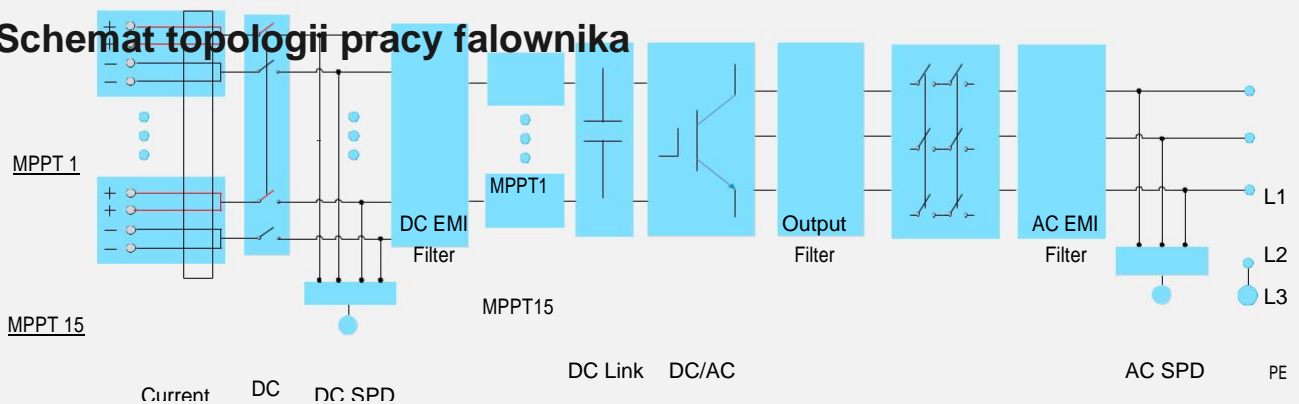 Schemat topologii pracy falownika
+
+
−
−
MPPT 1
+
+
−
−
MPPT1
DC EMI
Filter
Output
Filter
AC EMI
Filter
L1
L2
L3
MPPT 15
MPPT15
DC Link
DC/AC
AC SPD
PE
Current
DC
DC SPD